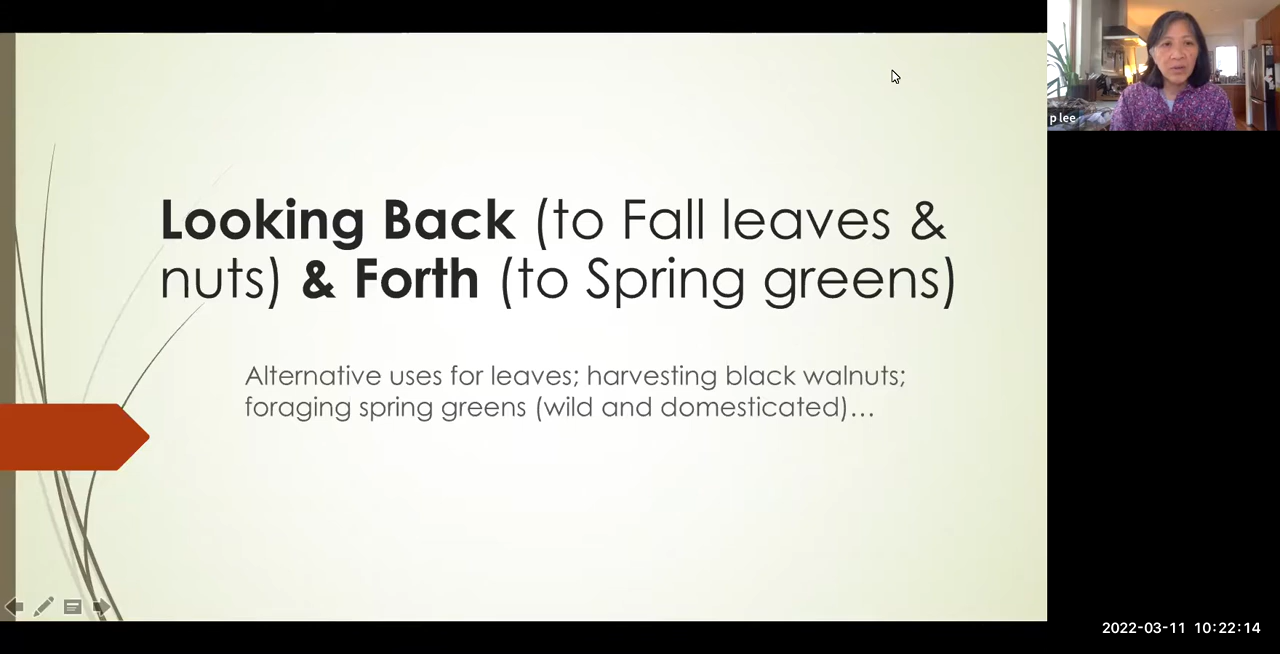 Looking Back (to Fall leaves &
nuts) & Forth (to Spring greens)
Alternative uses for leaves; harvesting black walnuts;
foraging spring greens (wild and domesticated)…
p lee
2022-03-11 10:22:14